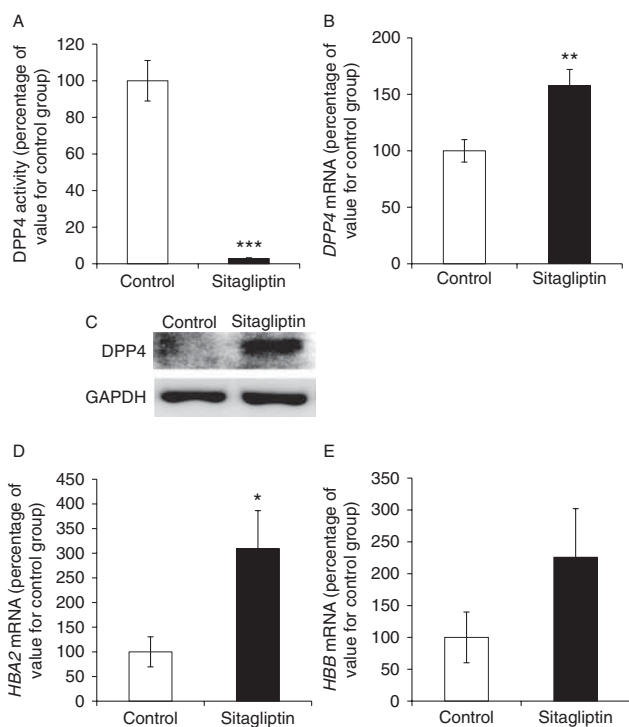 A
DPP4 activity (percentage of
value for control group)
120
100
80
60
40
20
0
***
Control Sitagliptin
B
DPP4 mRNA (percentage of
value for control group)
200
150
100
50
0
**
Control Sitagliptin
C
Control Sitagliptin
DPP4
GAPDH
D
HBA2 mRNA (percentage of
value for control group)
450
400
350
300
250
200
150
100
50
0
*
Control Sitagliptin
E
HBB mRNA (percentage of
value for control group)
350
300
250
200
150
100
50
0
Control Sitagliptin